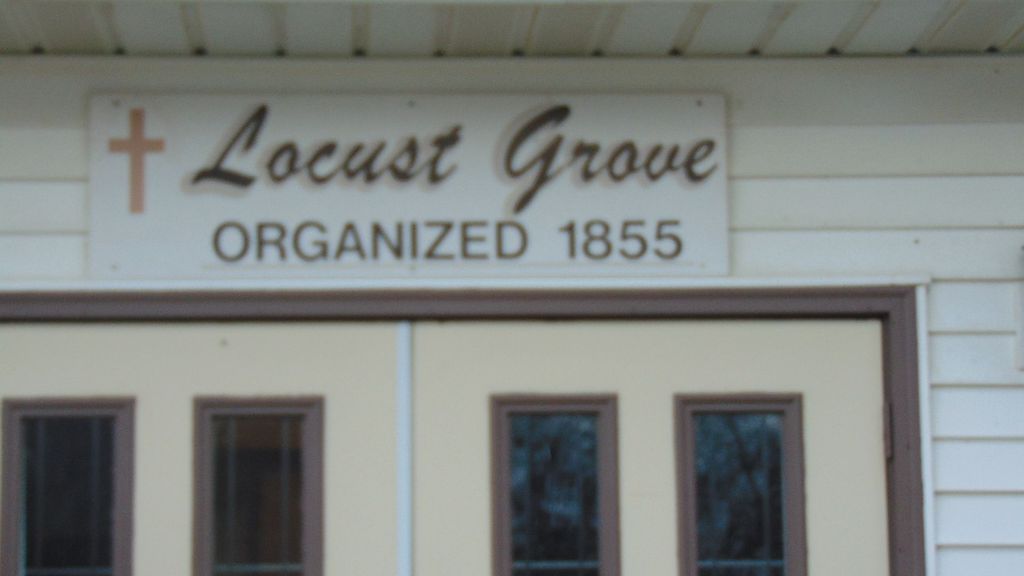 Locust Grove
ORGANIZED 1855